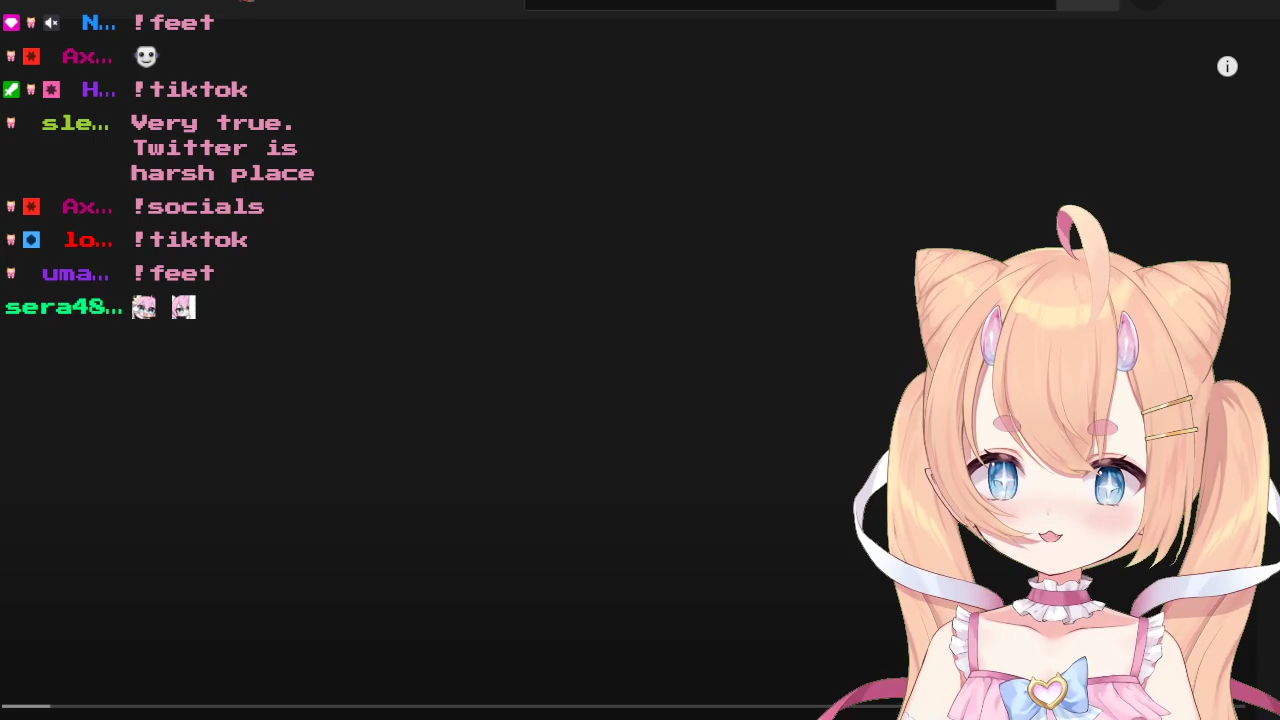 N... !feet
Ax...
H... !tiktok
sle... Very true.
Twitter is
harsh place
Ax... !socials
lo... !tiktok
uma... !feet
sera48...